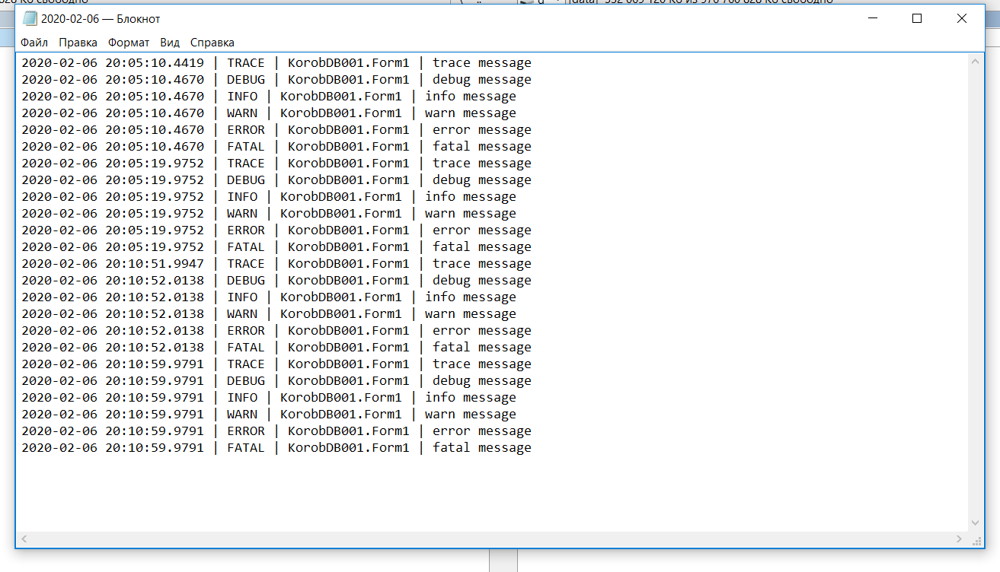 828 Ко свободно
[data] 332 009 120 Ко из 976 760 828 Ко свободно
2020-02-06 — Блокнот
Файл Правка Формат Вид Справка
2020-02-06 20:05:10.4419 | TRACE | KorobDB001.Form1 | trace message
2020-02-06 20:05:10.4670 | DEBUG | KorobDB001.Form1 | debug message
2020-02-06 20:05:10.4670 | INFO | KorobDB001.Form1 | info message
2020-02-06 20:05:10.4670 | WARN | KorobDB001.Form1 | warn message
2020-02-06 20:05:10.4670 | ERROR | KorobDB001.Form1 | error message
2020-02-06 20:05:10.4670 | FATAL | KorobDB001.Form1 | fatal message
2020-02-06 20:05:19.9752 | TRACE | KorobDB001.Form1 | trace message
2020-02-06 20:05:19.9752 | DEBUG | KorobDB001.Form1 | debug message
2020-02-06 20:05:19.9752 | INFO | KorobDB001.Form1 | info message
2020-02-06 20:05:19.9752 | WARN | KorobDB001.Form1 | warn message
2020-02-06 20:05:19.9752 | ERROR | KorobDB001.Form1 | error message
2020-02-06 20:05:19.9752 | FATAL | KorobDB001.Form1 | fatal message
2020-02-06 20:10:51.9947 | TRACE | KorobDB001.Form1 | trace message
2020-02-06 20:10:52.0138 | DEBUG | KorobDB001.Form1 | debug message
2020-02-06 20:10:52.0138 | INFO | KorobDB001.Form1 | info message
2020-02-06 20:10:52.0138 | WARN | KorobDB001.Form1 | warn message
2020-02-06 20:10:52.0138 | ERROR | KorobDB001.Form1 | error message
2020-02-06 20:10:52.0138 | FATAL | KorobDB001.Form1 | fatal message
2020-02-06 20:10:59.9791 | TRACE | KorobDB001.Form1 | trace message
2020-02-06 20:10:59.9791 | DEBUG | KorobDB001.Form1 | debug message
2020-02-06 20:10:59.9791 | INFO | KorobDB001.Form1 | info message
2020-02-06 20:10:59.9791 | WARN | KorobDB001.Form1 | warn message
2020-02-06 20:10:59.9791 | ERROR | KorobDB001.Form1 | error message
2020-02-06 20:10:59.9791 | FATAL | KorobDB001.Form1 | fatal message